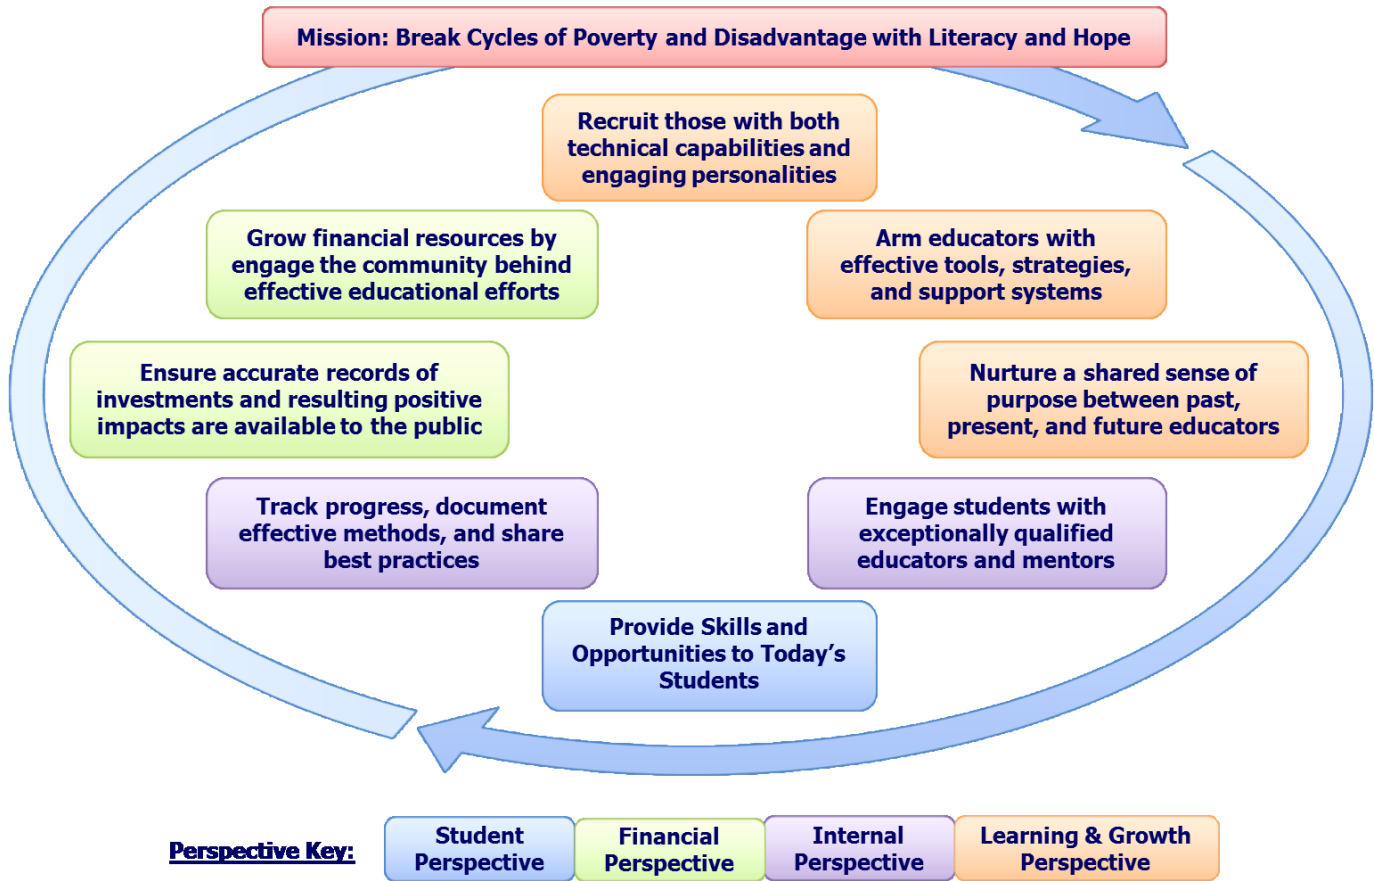 Mission: Break Cycles of Poverty and Disadvantage with Literacy and Hope
Recruit those with both
technical capabilities and
engaging personalities
Grow financial resources by
engage the community behind
effective educational efforts
Arm educators with
effective tools, strategies,
and support systems
Ensure accurate records of
investments and resulting positive
impacts are available to the public
Nurture a shared sense of
purpose between past,
present, and future educators
Track progress, document
effective methods, and share
best practices
Engage students with
exceptionally qualified
educators and mentors
Provide Skills and
Opportunities to Today’s
Students
Perspective Key:
Student
Perspective
Financial
Perspective
Internal
Perspective
Learning & Growth
Perspective